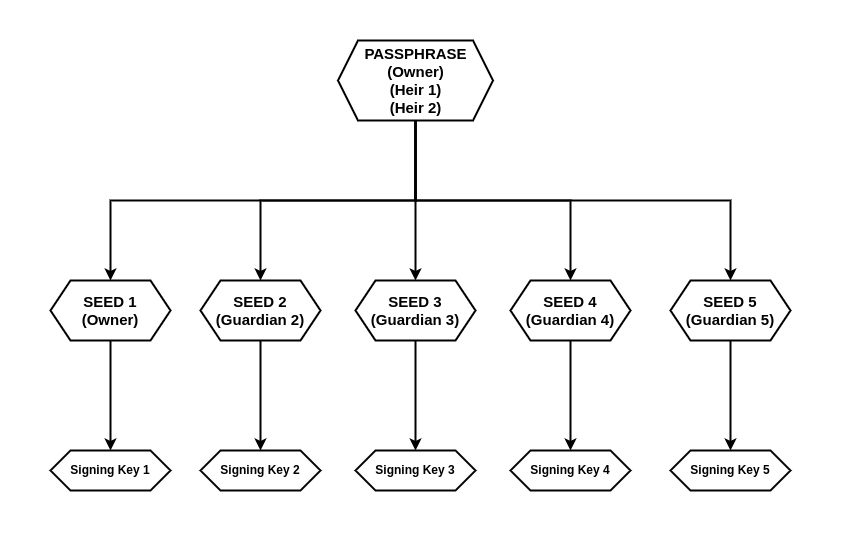 PASSPHRASE
(Owner)
(Heir 1)
(Heir 2)
SEED 1
(Owner)
SEED 2
(Guardian 2)
SEED 3
(Guardian 3)
SEED 4
(Guardian 4)
SEED 5
(Guardian 5)
Signing Key 1
Signing Key 2
Signing Key 3
Signing Key 4
Signing Key 5